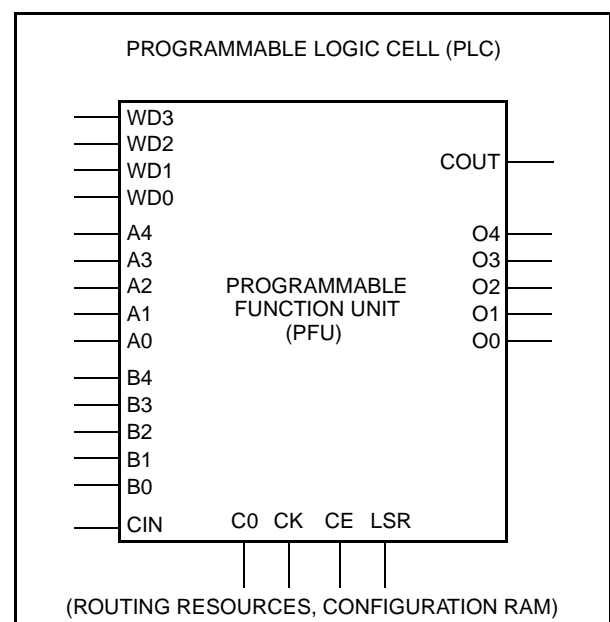 PROGRAMMABLE LOGIC CELL (PLC)
WD3
WD2
WD1
WD0
A4
A3
A2
A1
A0
B4
B3
B2
B1
B0
CIN
PROGRAMMABLE
FUNCTION UNIT
(PFU)
COUT
O4
O3
O2
O1
O0
C0 CK CE LSR
(ROUTING RESOURCES, CONFIGURATION RAM)